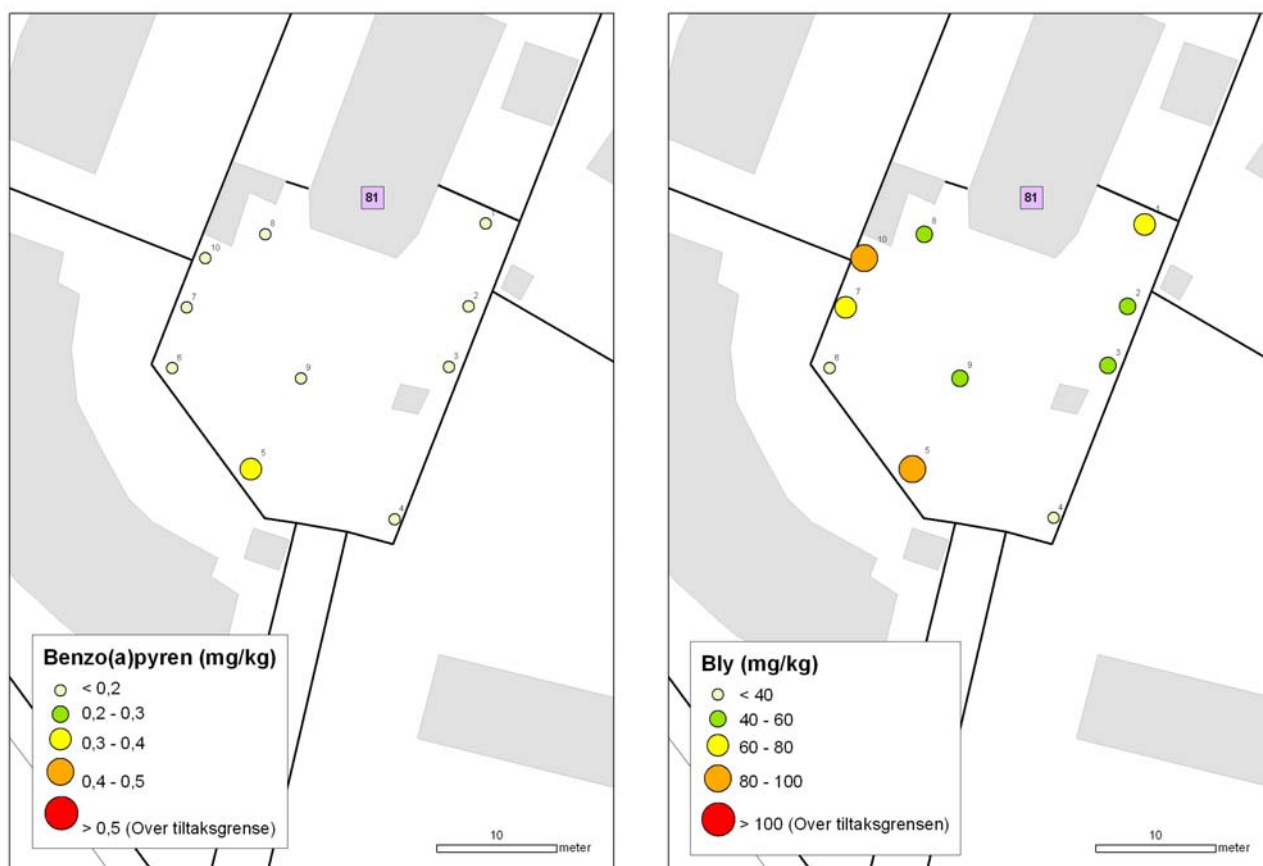 81
1
8
10
2
7
3
6
9
5
4
Benzo(a)pyren (mg/kg)
< 0,2
0,2 - 0,3
0,3 - 0,4
0,4 - 0,5
> 0,5 (Over tiltaksgrense)
10
meter
81
1
8
10
2
7
3
6
9
5
4
Bly (mg/kg)
< 40
40 - 60
60 - 80
80 - 100
> 100 (Over tiltaksgrensen)
10
meter